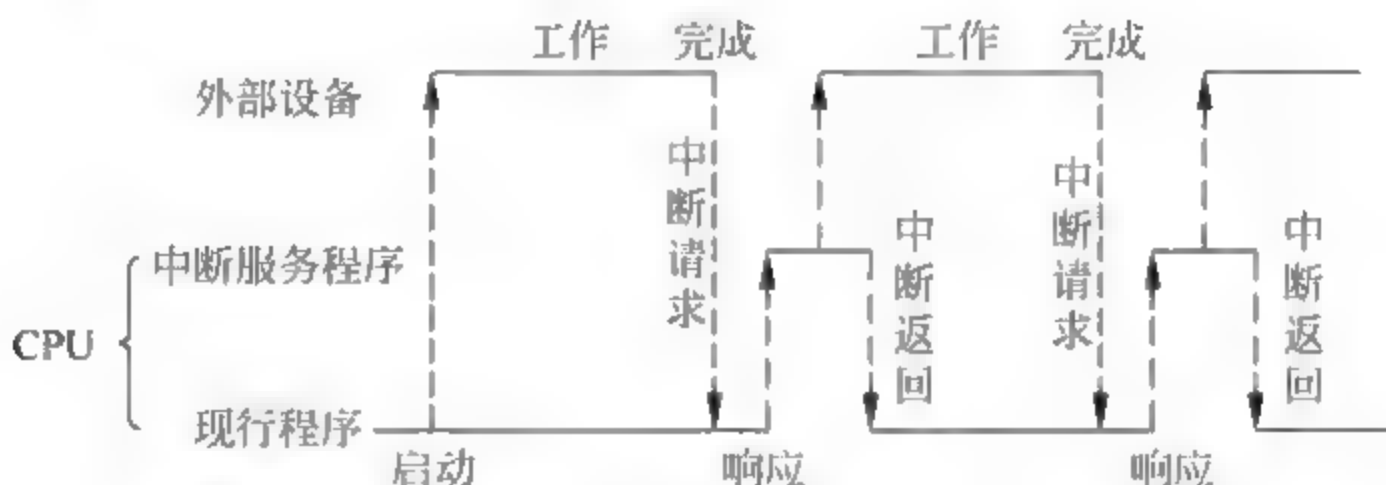 工作 完成 工作 完成
外部设备
中断请求
中断返回
中断请求
中断返回
中断服务程序
CPU
现行程序
启动 响应 响应